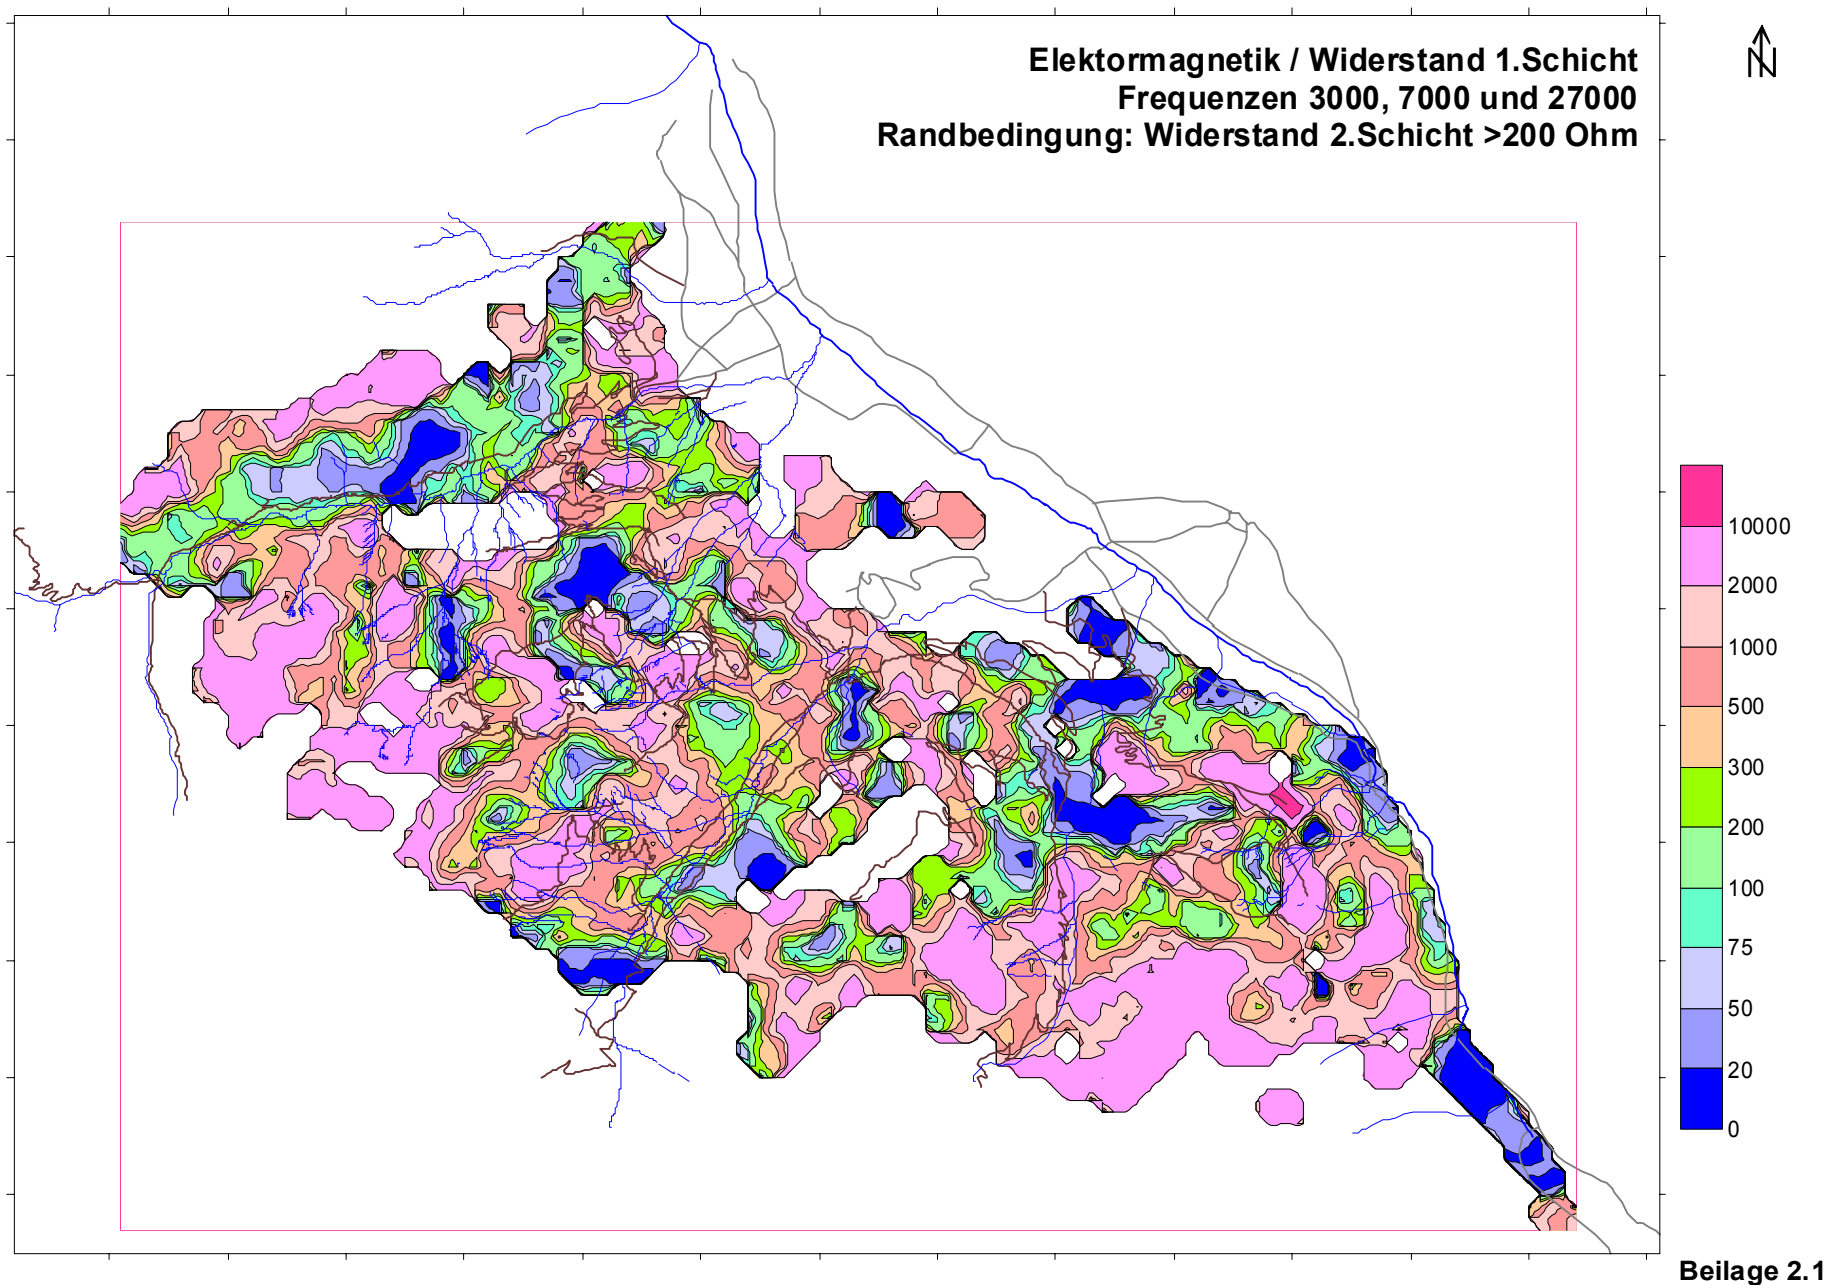 Elektormagnetik / Widerstand 1.Schicht
Frequenzen 3000, 7000 und 27000
Randbedingung: Widerstand 2.Schicht >200 Ohm
N
10000
2000
1000
500
300
200
100
75
50
20
0
Beilage 2.1